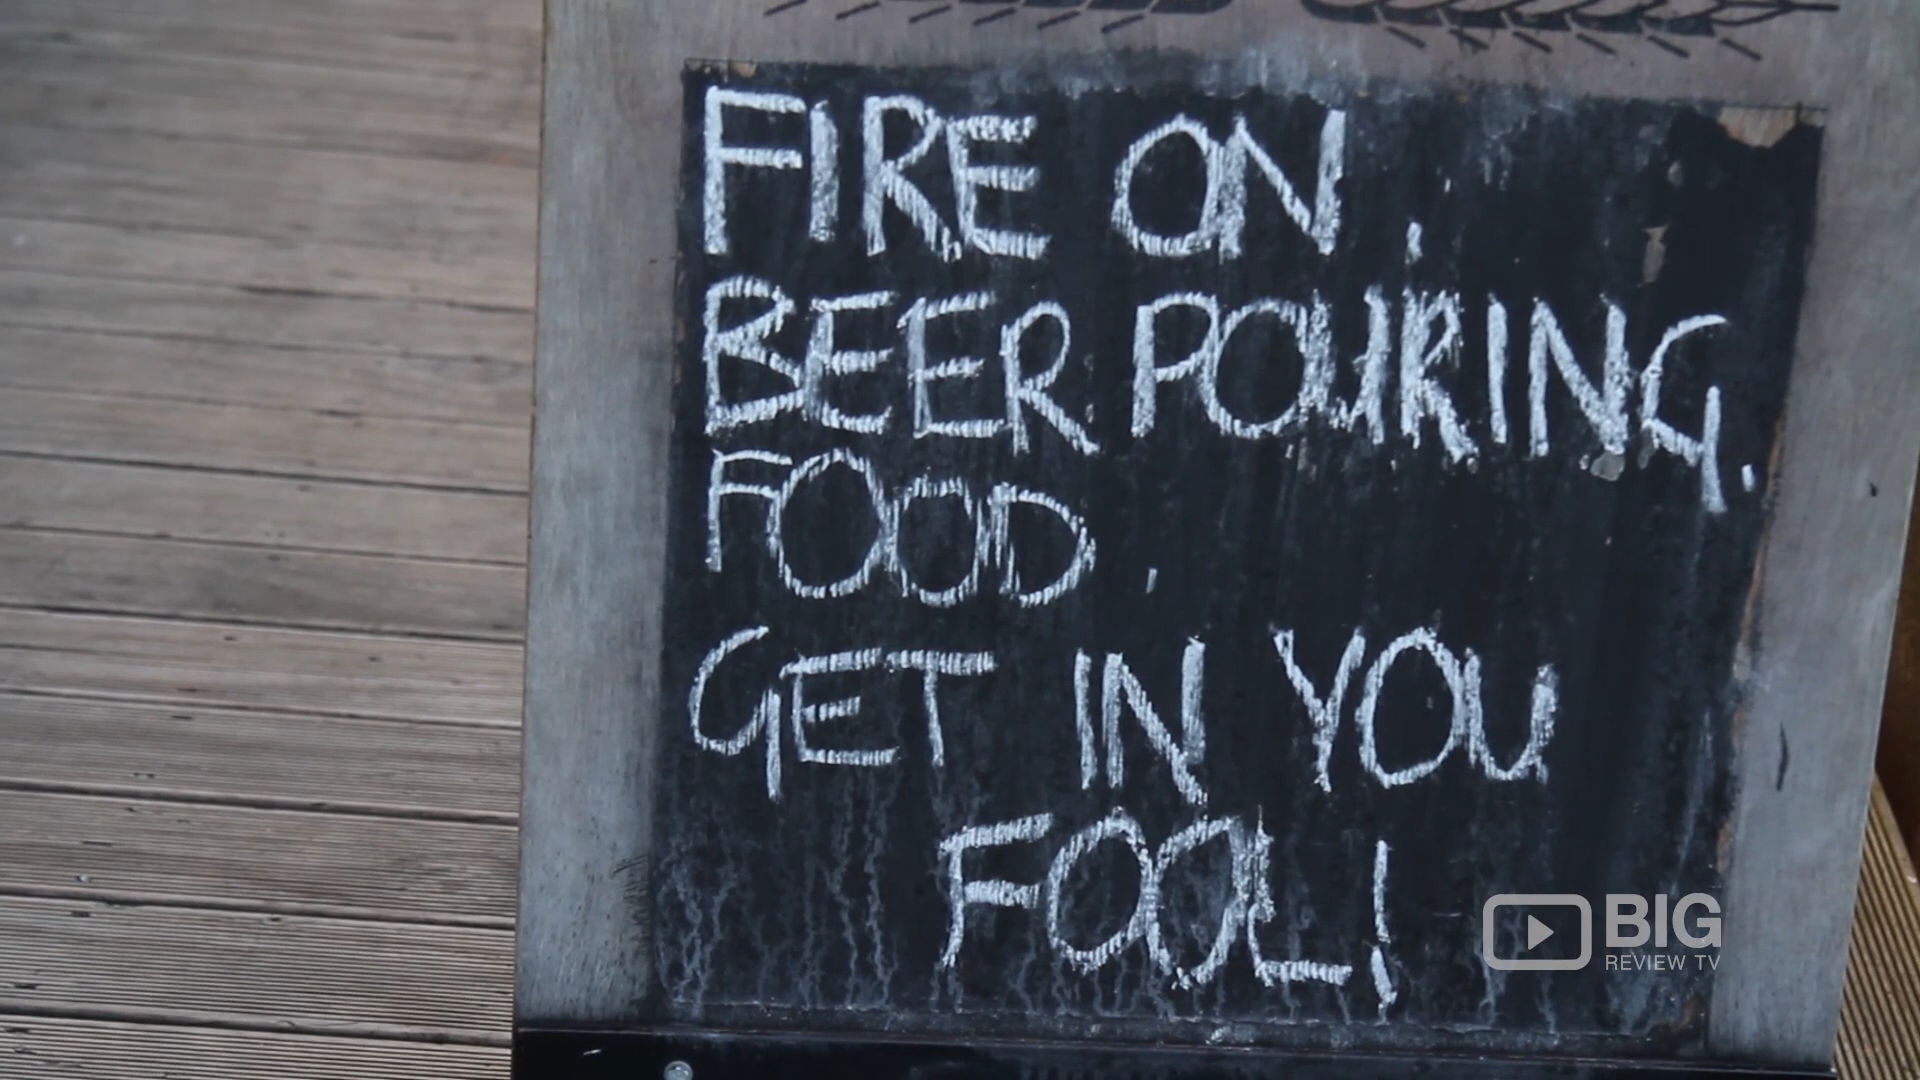 FIRE ON.
BEER POURING.
FOOD.
GET IN YOU
FOOL!
BIG
REVIEW TV